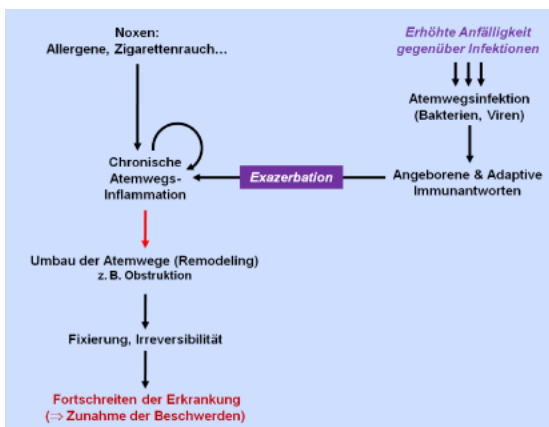 Noxen:
Allergene, Zigarettenrauch...
Erhöhte Anfälligkeit
gegenüber Infektionen
Atemwegsinfektion
(Bakterien, Viren)
Chronische
Atemwegs-
Inflammation
Exazerbation
Angeborene & Adaptive
Immunantworten
Umbau der Atemwege (Remodeling)
z. B. Obstruktion
Fixierung, Irreversibilität
Fortschreiten der Erkrankung
(⇒ Zunahme der Beschwerden)